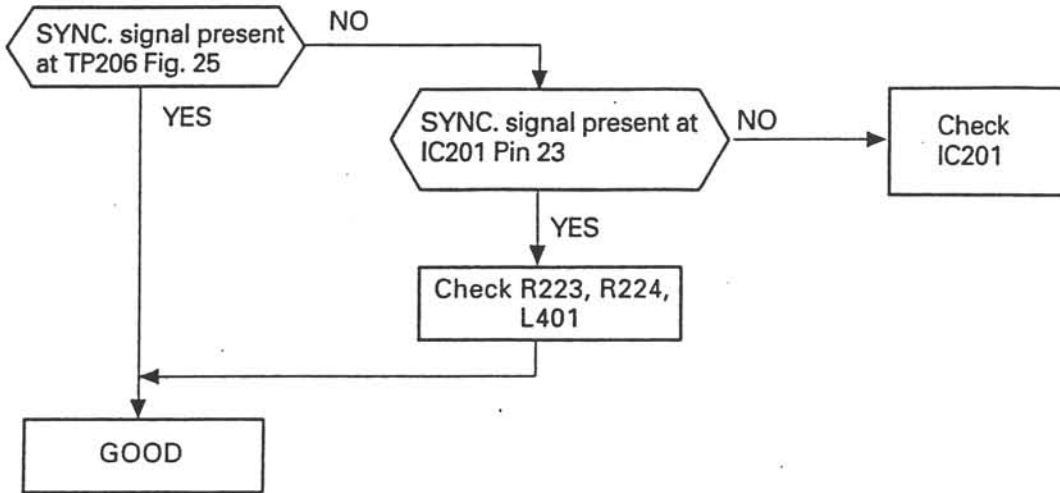 SYNC. signal present
at TP206 Fig. 25
NO
YES
SYNC. signal present at
IC201 Pin 23
NO
Check
IC201
YES
Check R223, R224,
L401
GOOD